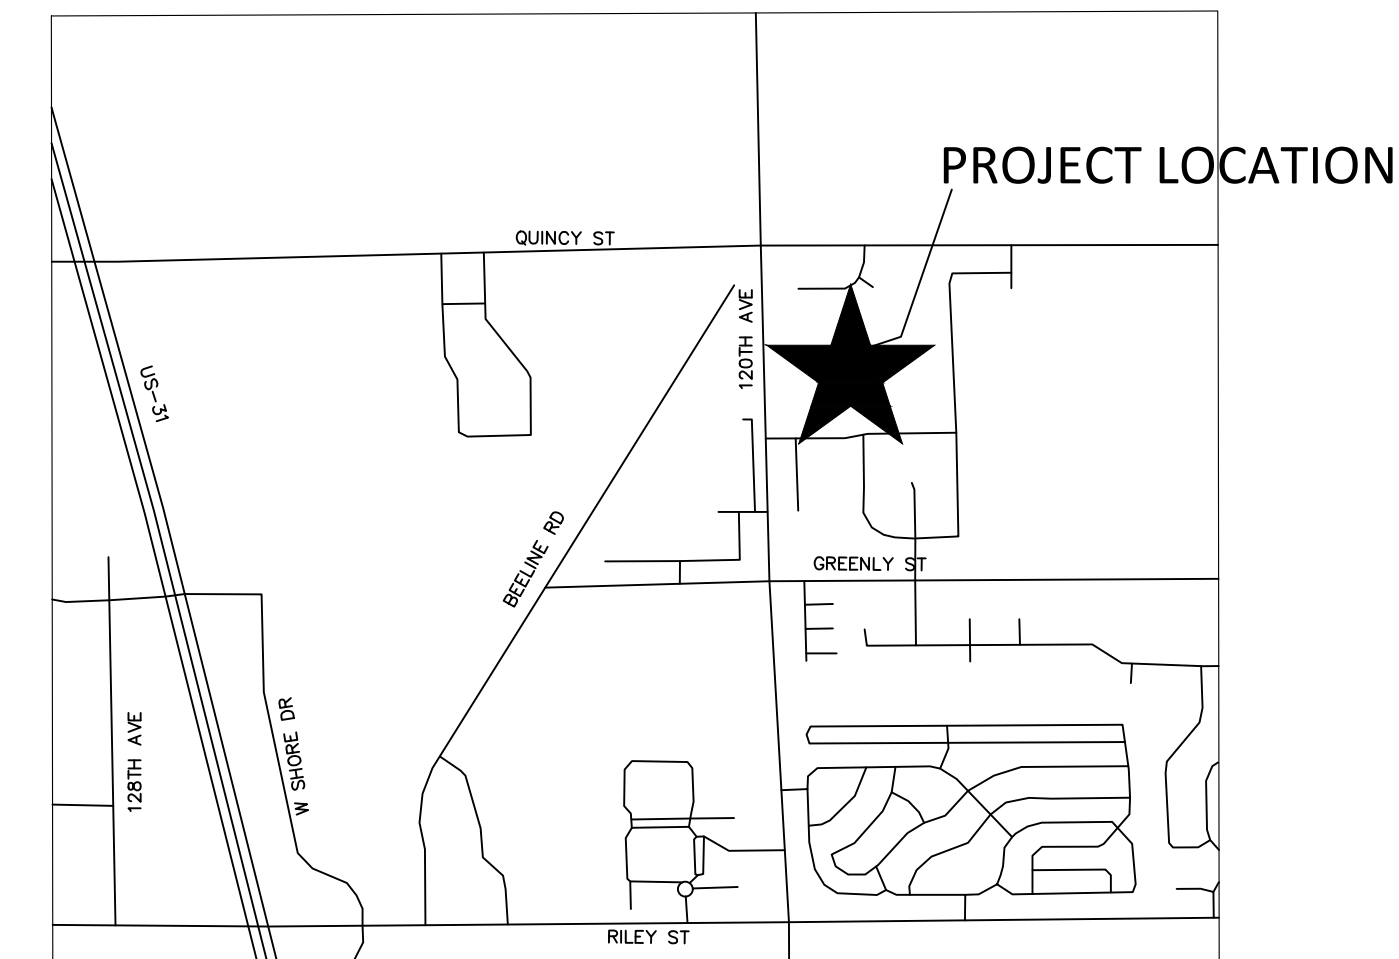 PROJECT LOCATION
QUINCY ST
120TH AVE
US-31
BEELINE RD
GREENLY ST
W SHORE DR
128TH AVE
RILEY ST